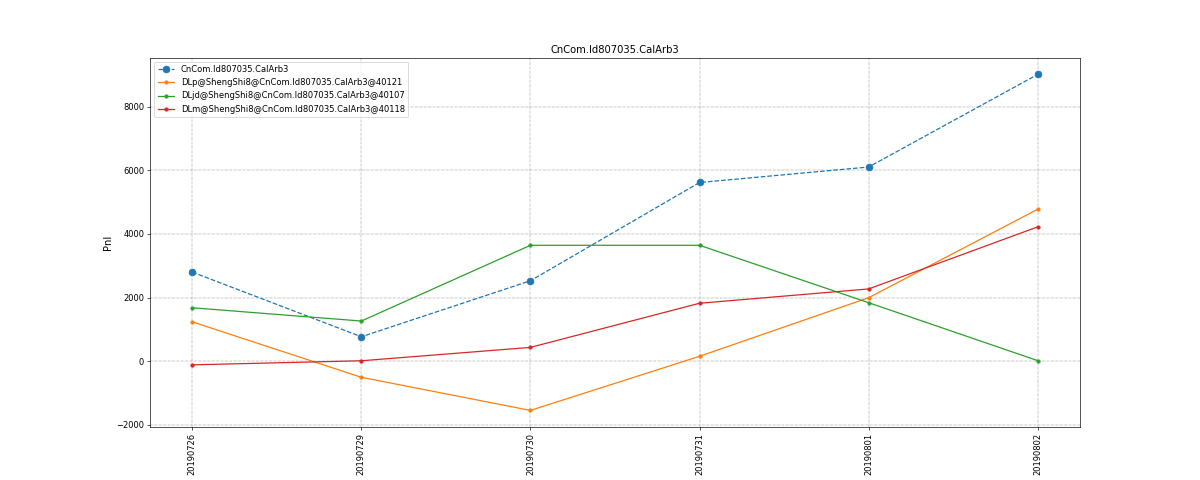 CnCom.Id807035.CalArb3
CnCom.Id807035.CalArb3
DLp@ShengShi8@CnCom.Id807035.CalArb3@40121
DLjd@ShengShi8@CnCom.Id807035.CalArb3@40107
DLm@ShengShi8@CnCom.Id807035.CalArb3@40118
8000
6000
4000
2000
0
−2000
Pnl
20190726
20190729
20190730
20190731
20190801
20190802